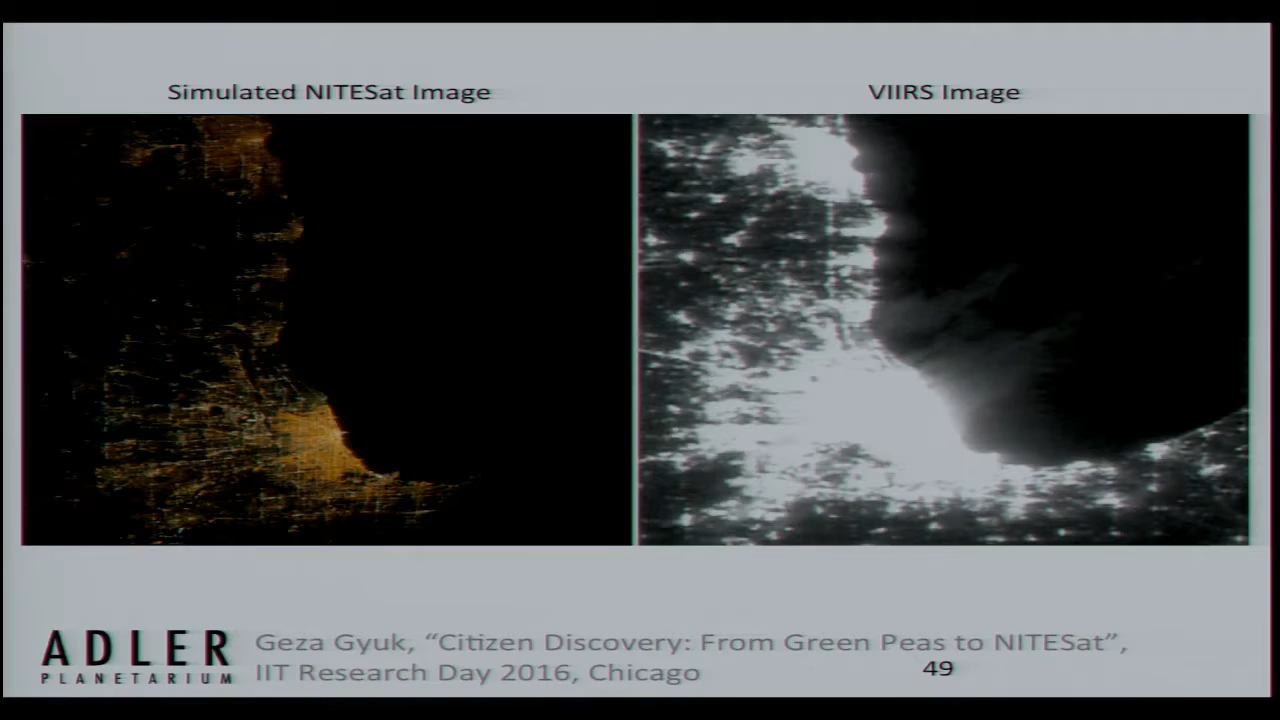 Simulated NITESat Image
VIIRS Image
ADLER
PLANETARIUM
Geza Gyuk, “Citizen Discovery: From Green Peas to NITESat”,
IIT Research Day 2016, Chicago
49